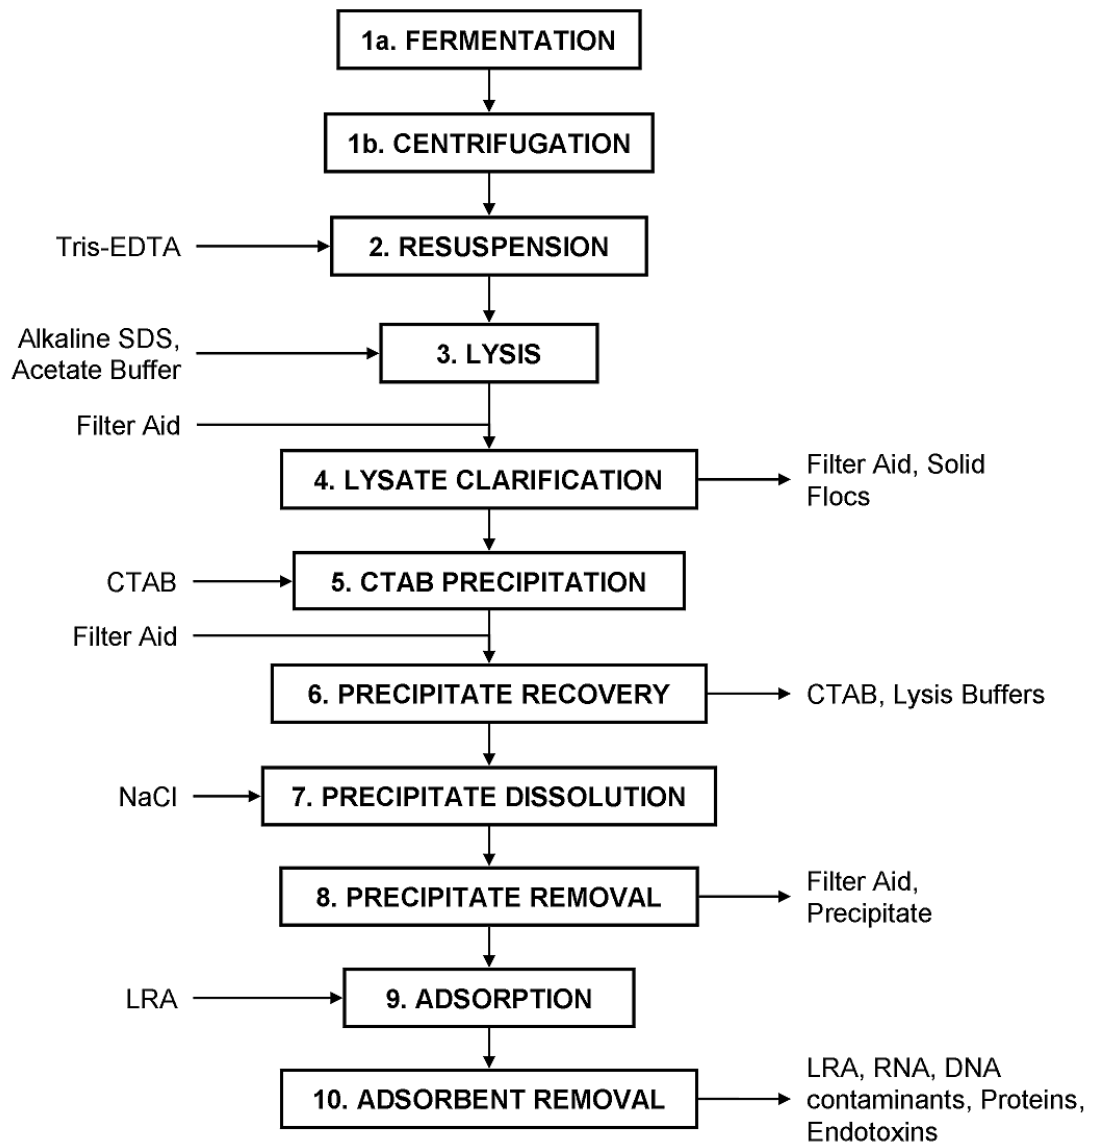 1a. FERMENTATION
1b. CENTRIFUGATION
Tris-EDTA
2. RESUSPENSION
Alkaline SDS,
Acetate Buffer
3. LYSIS
Filter Aid
4. LYSATE CLARIFICATION
Filter Aid, Solid
Flocs
CTAB
5. CTAB PRECIPITATION
Filter Aid
6. PRECIPITATE RECOVERY
CTAB, Lysis Buffers
NaCl
7. PRECIPITATE DISSOLUTION
8. PRECIPITATE REMOVAL
Filter Aid,
Precipitate
LRA
9. ADSORPTION
10. ADSORBENT REMOVAL
LRA, RNA, DNA
contaminants, Proteins,
Endotoxins